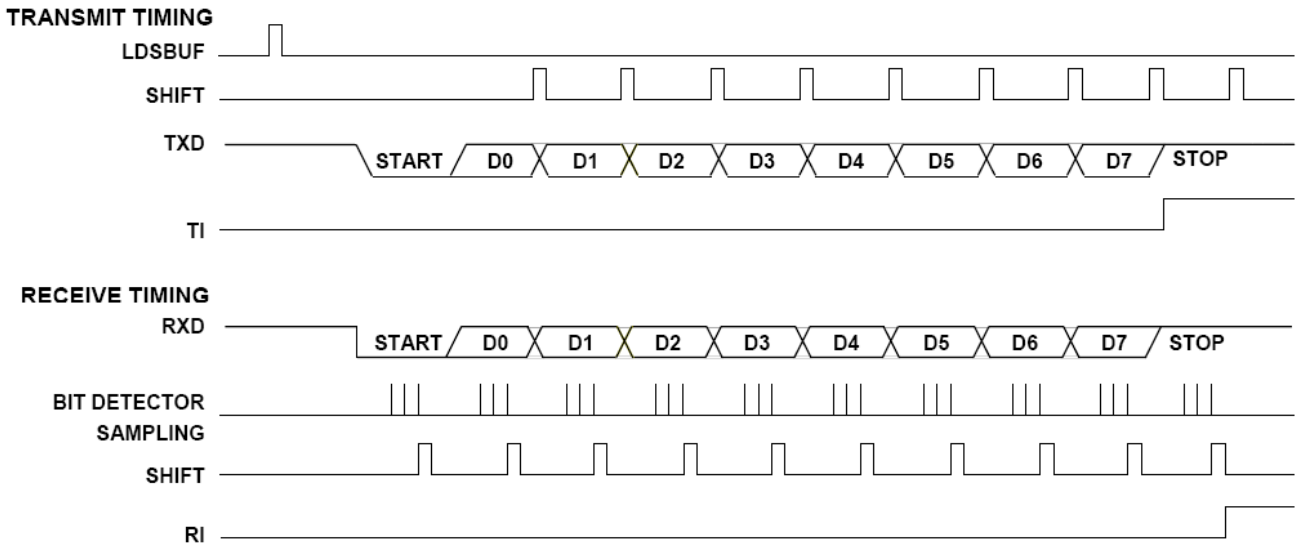 TRANSMIT TIMING
LDSBUF
SHIFT
TXD
START D0 D1 D2 D3 D4 D5 D6 D7 STOP
TI
RECEIVE TIMING
RXD
START D0 D1 D2 D3 D4 D5 D6 D7 STOP
BIT DETECTOR
SAMPLING
SHIFT
RI